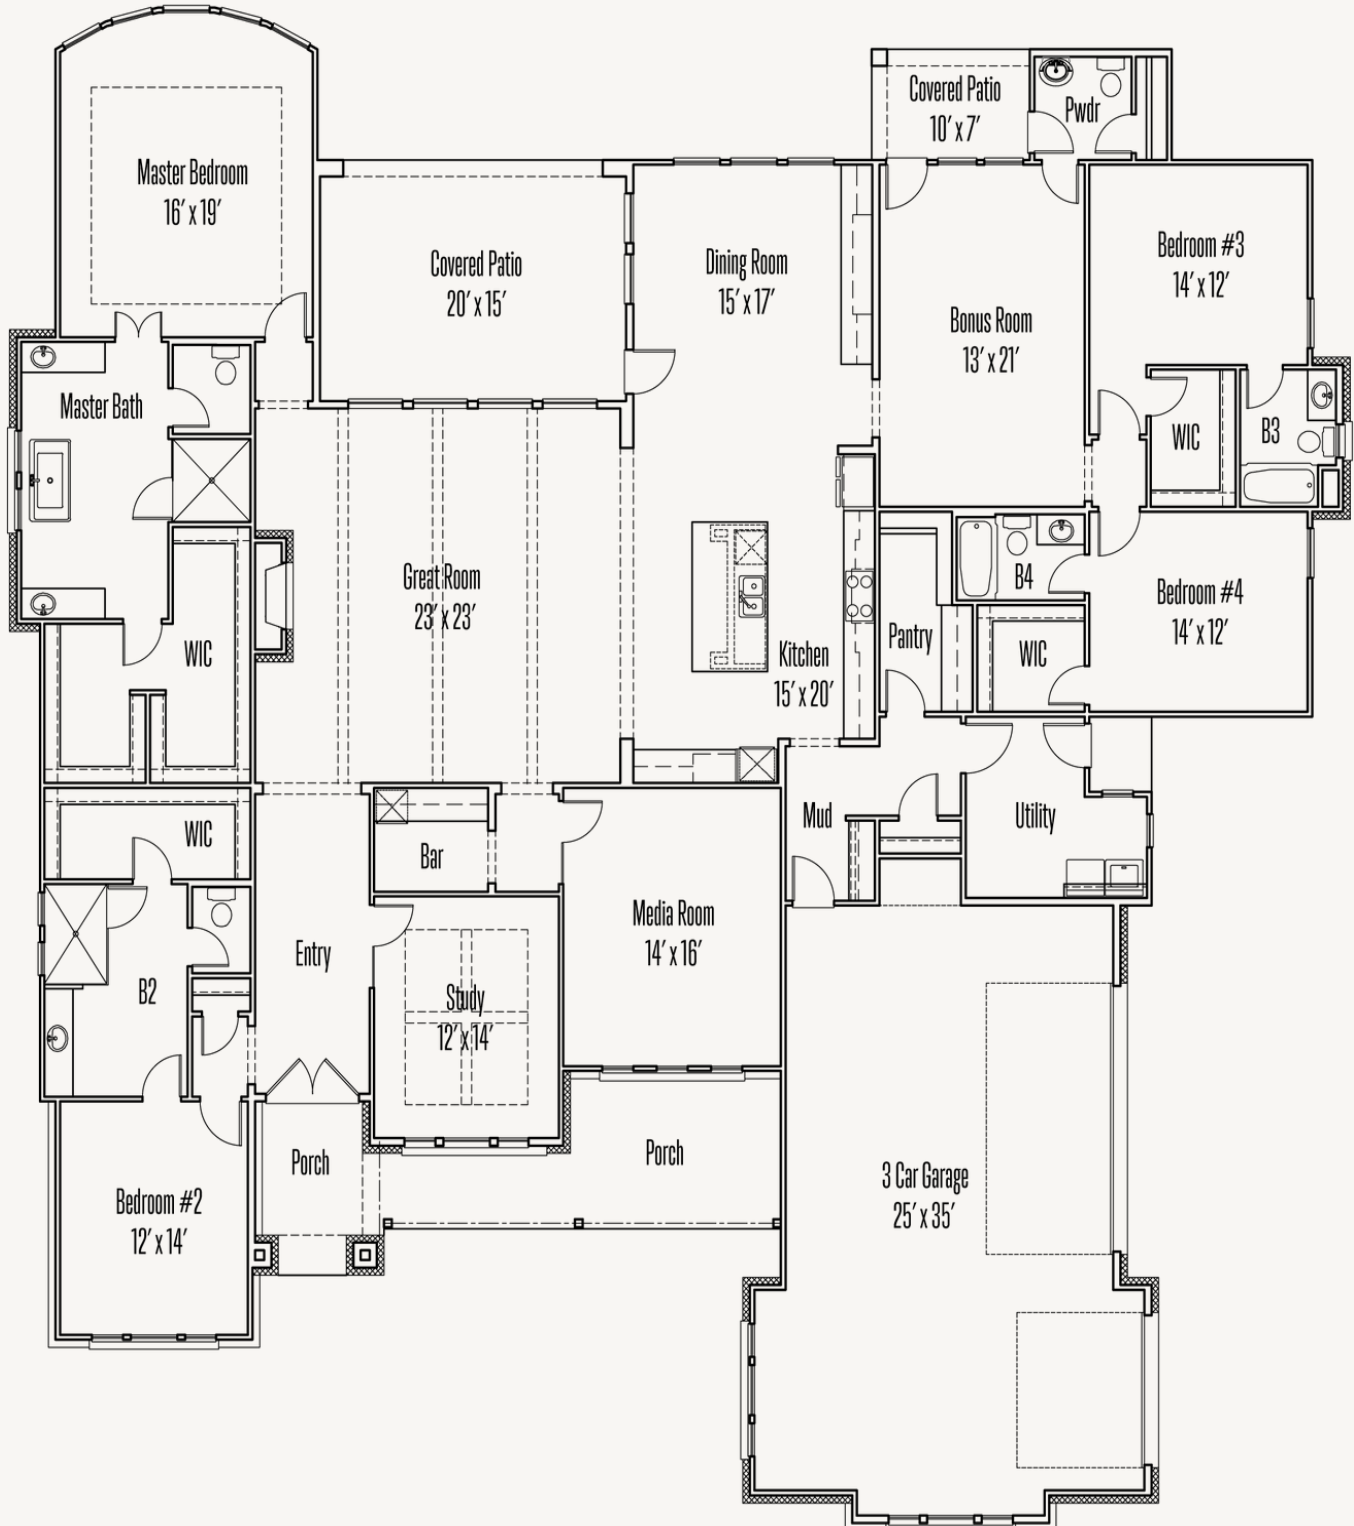 Covered Patio
10' x 7'
Pwdr
Master Bedroom
16' x 19'
Covered Patio
20' x 15'
Dining Room
15' x 17'
Bonus Room
13' x 21'
Bedroom #3
14' x 12'
Master Bath
WIC
B3
Great Room
23' x 23'
B4
Bedroom #4
14' x 12'
WIC
Kitchen
15' x 20'
Pantry
WIC
WIC
Bar
Mud
Utility
Media Room
14' x 16'
Entry
B2
Study
12' x 14'
Porch
Porch
Bedroom #2
12' x 14'
3 Car Garage
25' x 35'